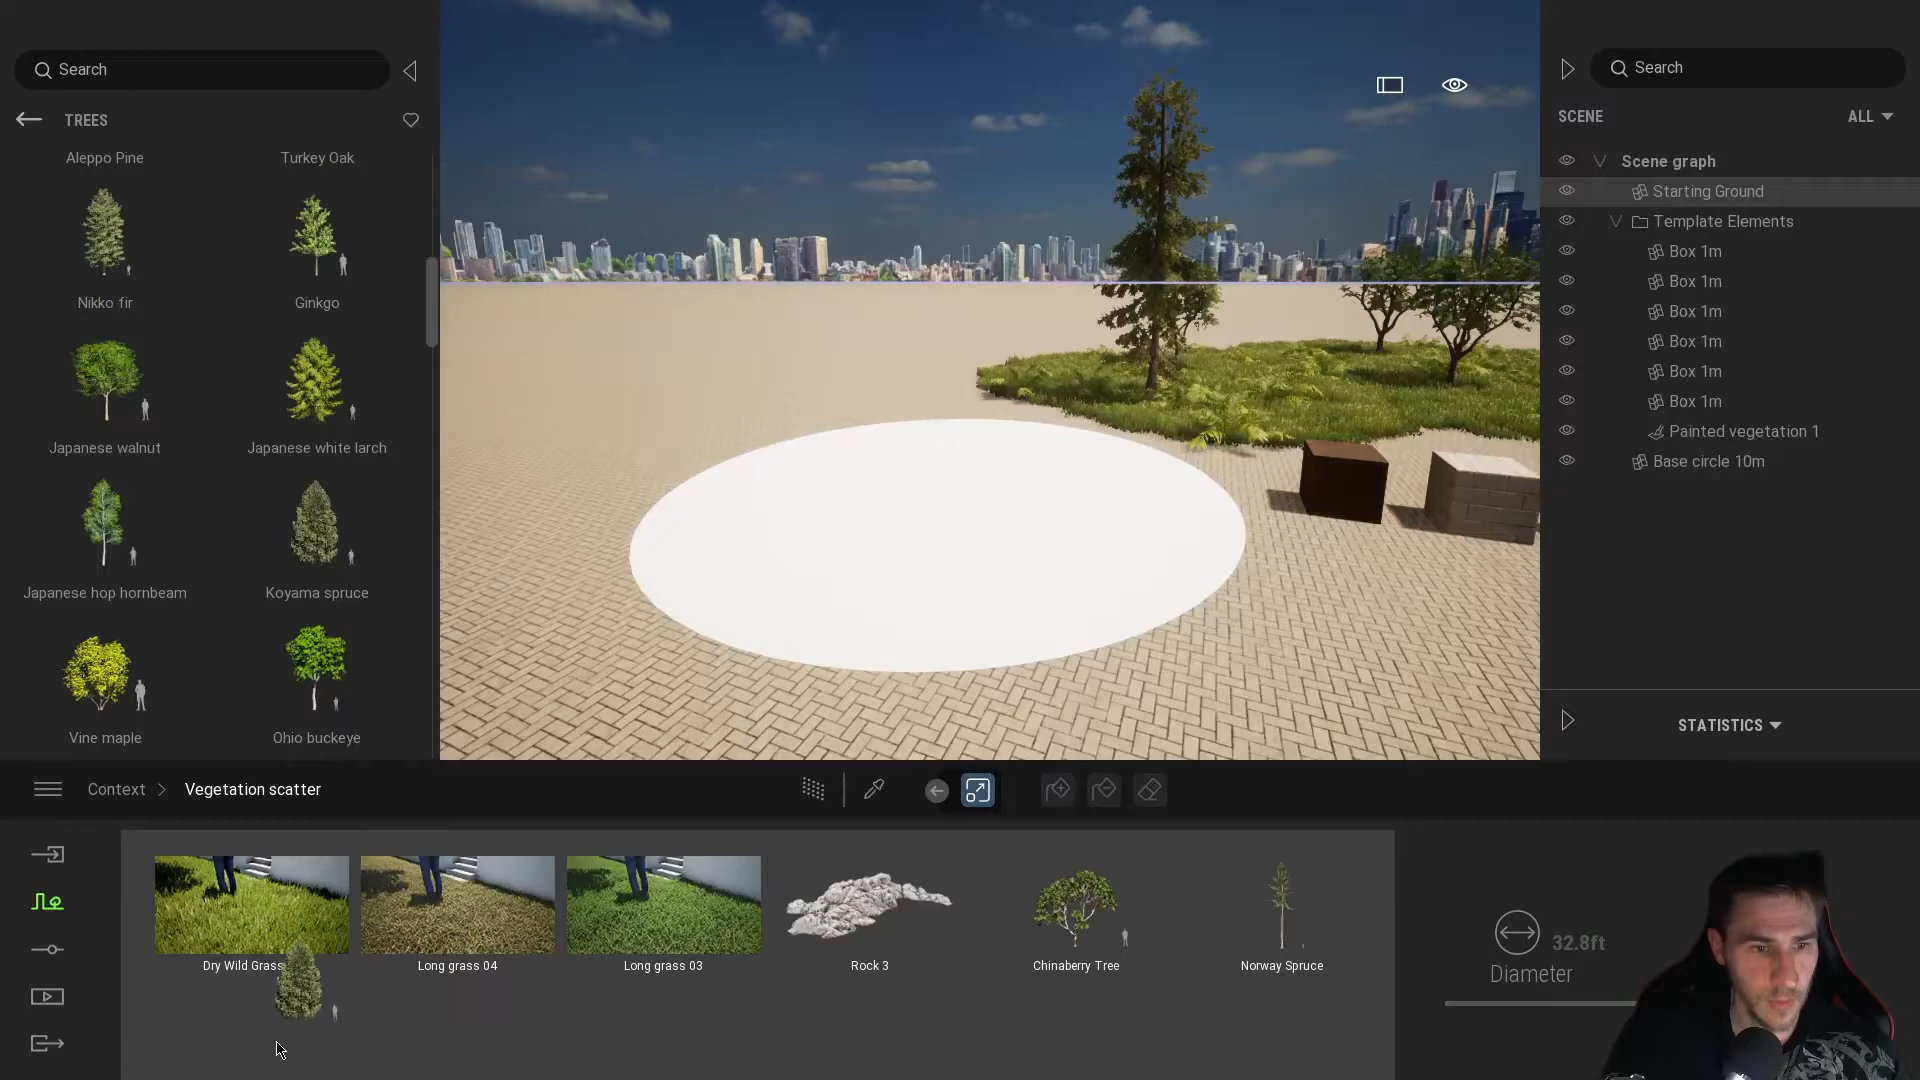 Search
TREES
Aleppo Pine
Turkey Oak
Nikko fir
Ginkgo
Japanese walnut
Japanese white larch
Japanese hop hornbeam
Koyama spruce
Vine maple
Ohio buckeye
Search
SCENE
ALL
Scene graph
Starting Ground
Template Elements
Box 1m
Box 1m
Box 1m
Box 1m
Box 1m
Box 1m
Painted vegetation 1
Base circle 10m
STATISTICS
Context
Vegetation scatter
Dry Wild Grass
Long grass 04
Long grass 03
Rock 3
Chinaberry Tree
Norway Spruce
32.8ft
Diameter